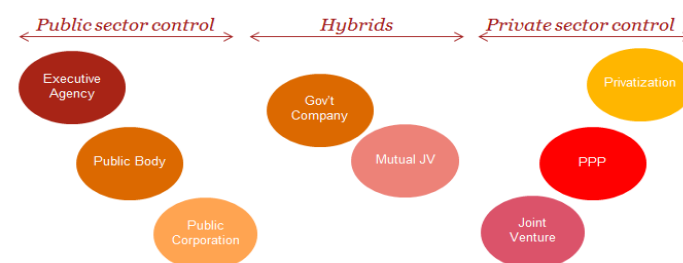 Public sector control
Hybrids
Private sector control
Executive
Agency
Public Body
Public
Corporation
Gov't
Company
Mutual JV
Privatization
PPP
Joint
Venture